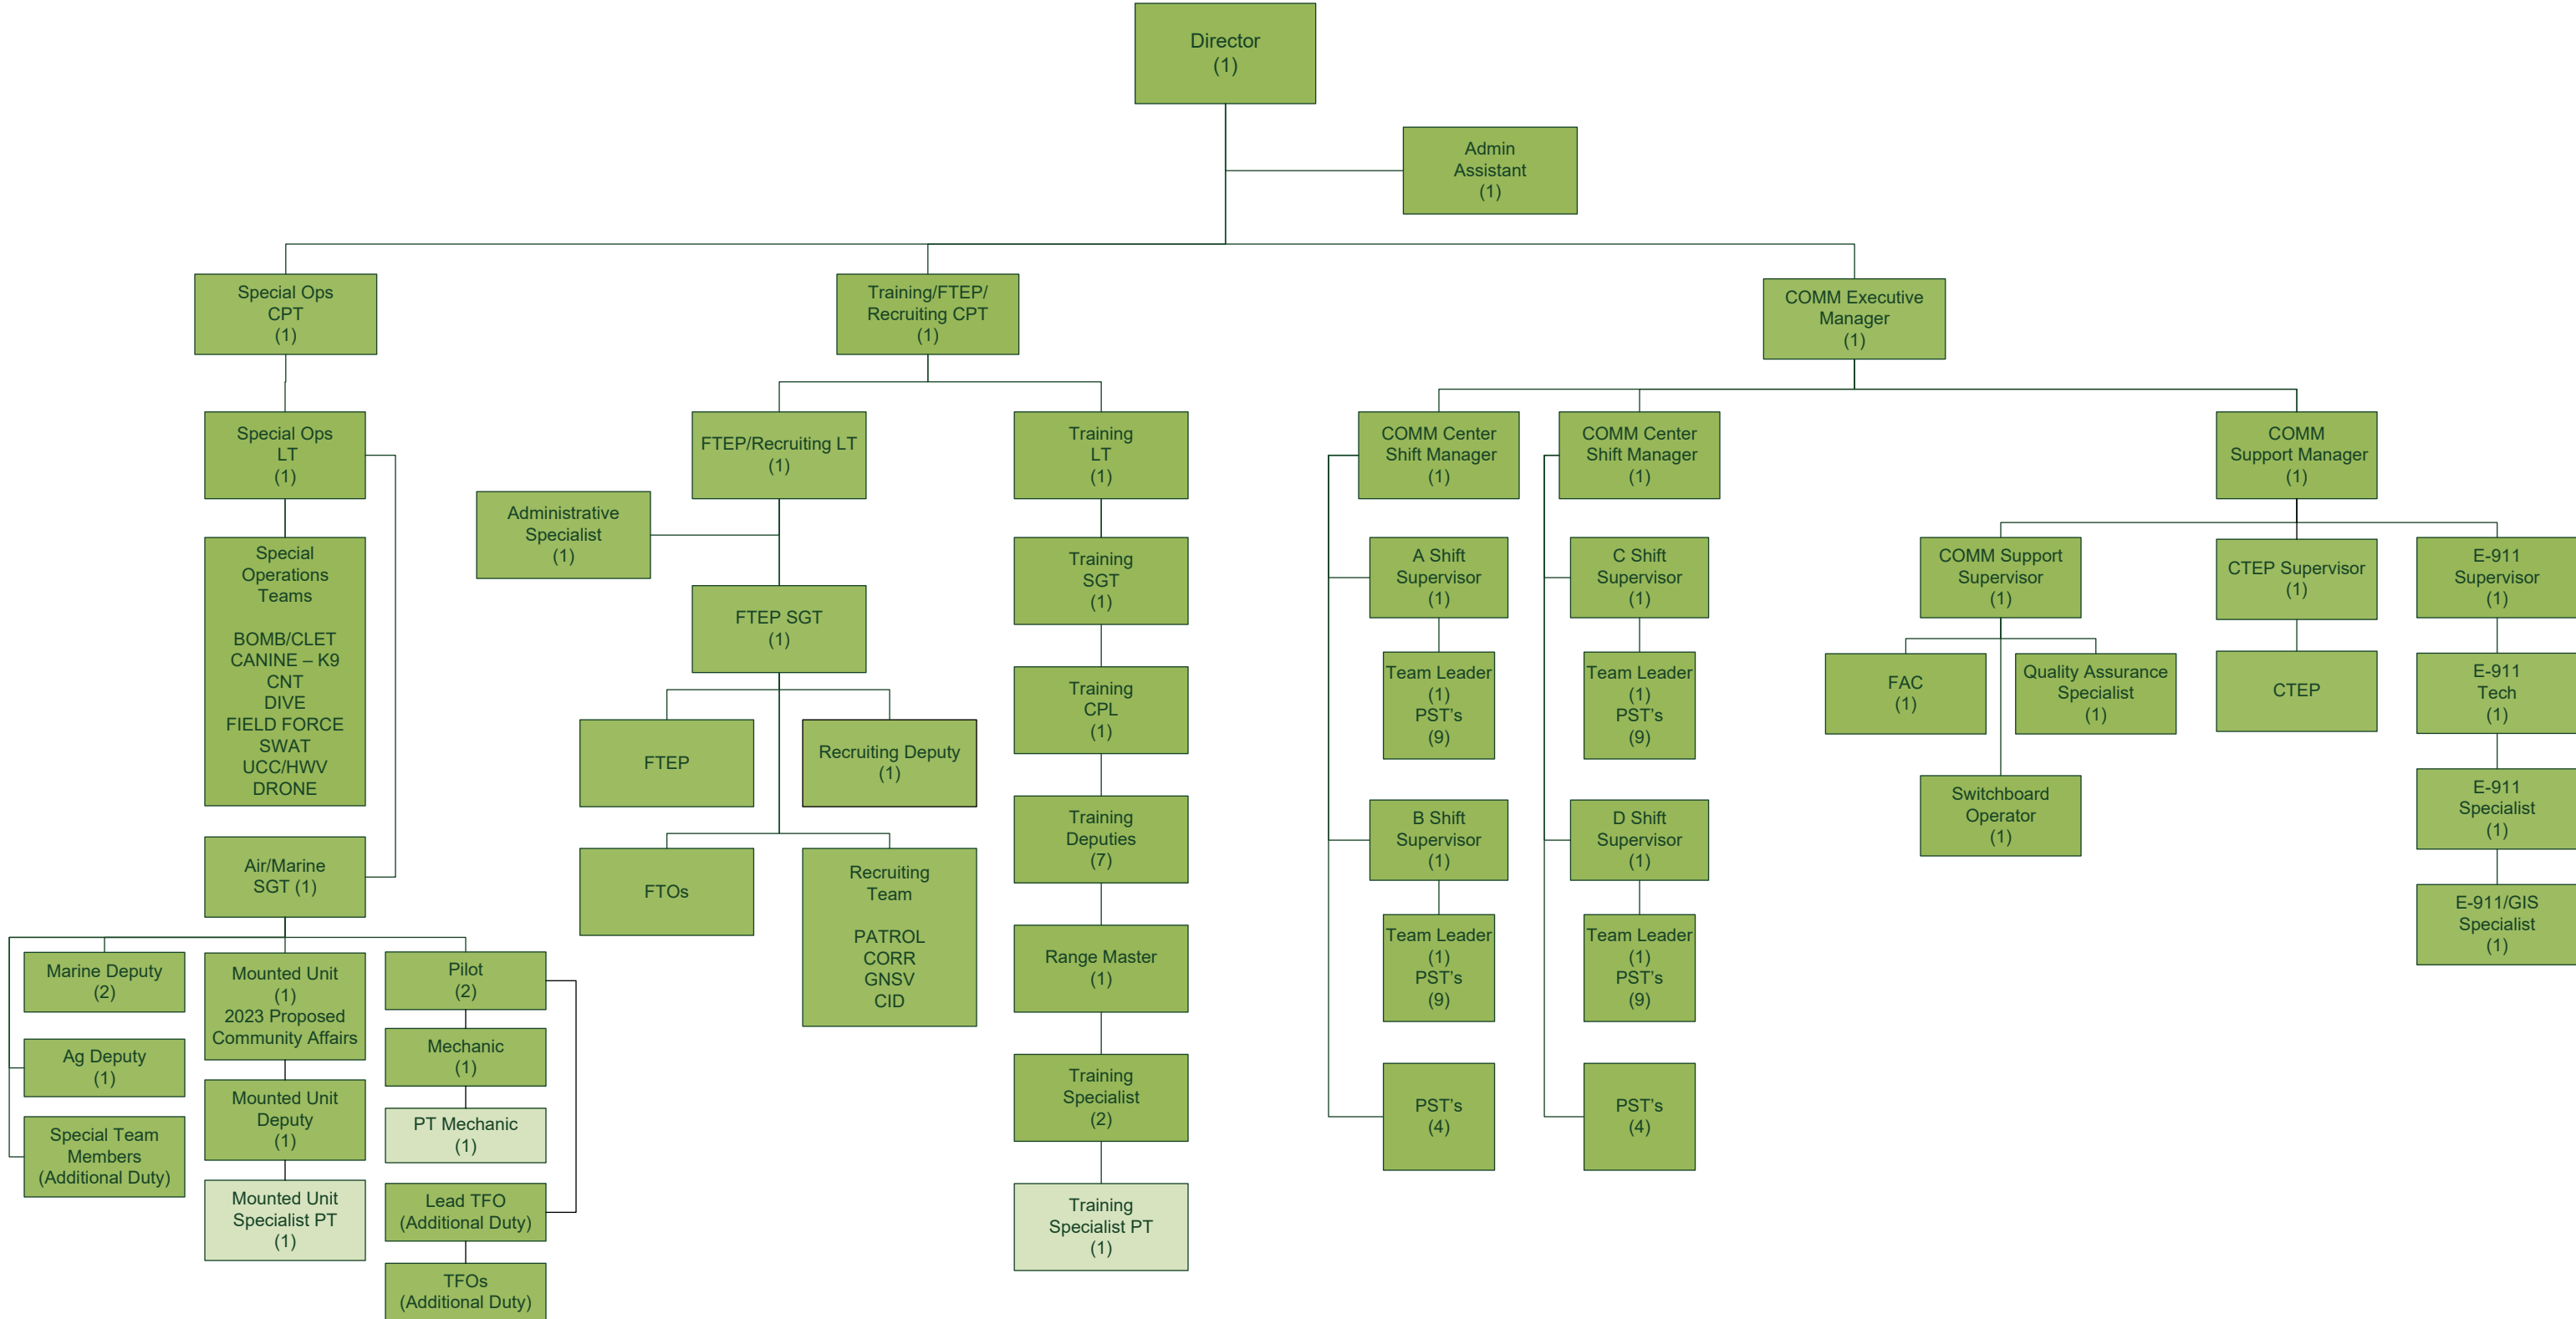 Director
(1)
Admin
Assistant
(1)
Special Ops
CPT
(1)
Training/FTEP/
Recruiting CPT
(1)
COMM Executive
Manager
(1)
Special Ops
LT
(1)
Special
Operations
Teams
BOMB/CLET
CANINE – K9
CNT
DIVE
FIELD FORCE
SWAT
UCC/HWV
DRONE
Air/Marine
SGT (1)
Marine Deputy
(2)
Ag Deputy
(1)
Special Team
Members
(Additional Duty)
Mounted Unit
(1)
2023 Proposed
Community Affairs
Mounted Unit
Deputy
(1)
Mounted Unit
Specialist PT
(1)
Pilot
(2)
Mechanic
(1)
PT Mechanic
(1)
Lead TFO
(Additional Duty)
TFOs
(Additional Duty)
FTEP/Recruiting LT
(1)
Administrative
Specialist
(1)
FTEP SGT
(1)
FTEP
Recruiting Deputy
(1)
FTOs
Recruiting
Team
PATROL
CORR
GNSV
CID
Training
LT
(1)
Training
SGT
(1)
Training
CPL
(1)
Training
Deputies
(7)
Range Master
(1)
Training
Specialist
(2)
Training
Specialist PT
(1)
COMM Center
Shift Manager
(1)
A Shift
Supervisor
(1)
Team Leader
(1)
PST's
(9)
B Shift
Supervisor
(1)
Team Leader
(1)
PST's
(9)
PST's
(4)
COMM Center
Shift Manager
(1)
C Shift
Supervisor
(1)
Team Leader
(1)
PST's
(9)
D Shift
Supervisor
(1)
Team Leader
(1)
PST's
(9)
PST's
(4)
COMM
Support Manager
(1)
COMM Support
Supervisor
(1)
FAC
(1)
Quality Assurance
Specialist
(1)
Switchboard
Operator
(1)
CTEP Supervisor
(1)
CTEP
E-911
Supervisor
(1)
E-911
Tech
(1)
E-911
Specialist
(1)
E-911/GIS
Specialist
(1)